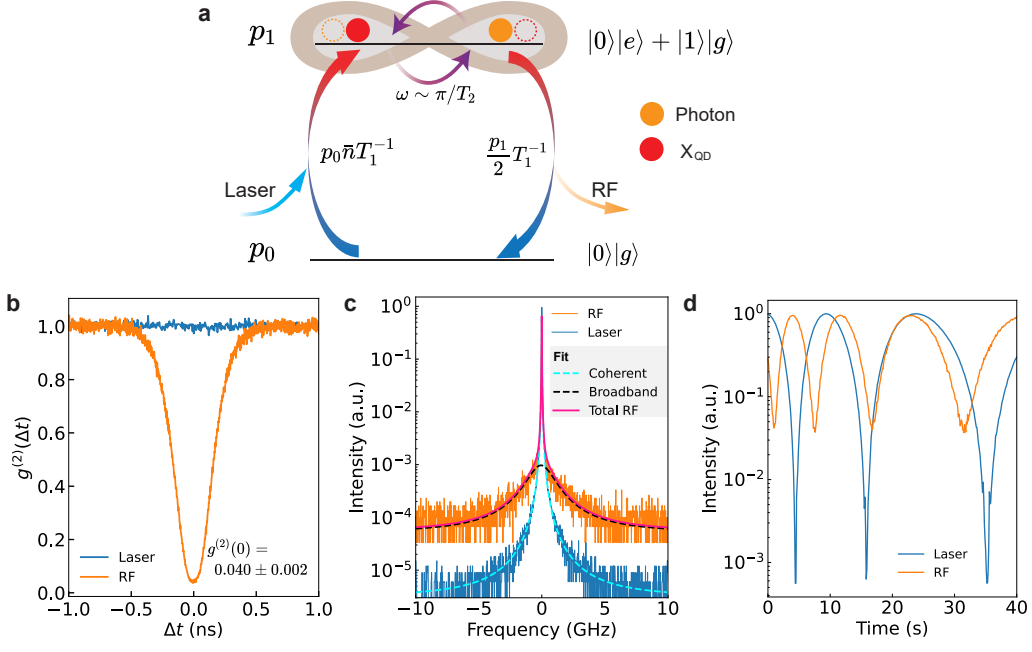 a
p₁
|0⟩|e⟩ + |1⟩|g⟩
ω ∼ π/T₂
Photon
X_QD
p₀n̄T₁⁻¹
p₁/2 T₁⁻¹
Laser
RF
p₀
|0⟩|g⟩
b
g⁽²⁾(Δt)
1.0
0.8
0.6
0.4
0.2
0.0
Laser
RF
g⁽²⁾(0) =
0.040 ± 0.002
−1.0 −0.5 0.0 0.5 1.0
Δt (ns)
c
Intensity (a.u.)
10⁰
10⁻¹
10⁻²
10⁻³
10⁻⁴
10⁻⁵
RF
Laser
Fit
Coherent
Broadband
Total RF
−10 −5 0 5 10
Frequency (GHz)
d
Intensity (a.u.)
10⁰
10⁻¹
10⁻²
10⁻³
Laser
RF
0 10 20 30 40
Time (s)